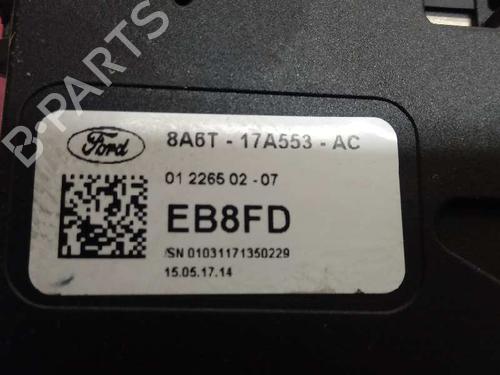 B-PARTS
Ford
8A6T - 17A553 - AC
01 2265 02 - 07
EB8FD
/SN 01031171350229
15.05.17.14